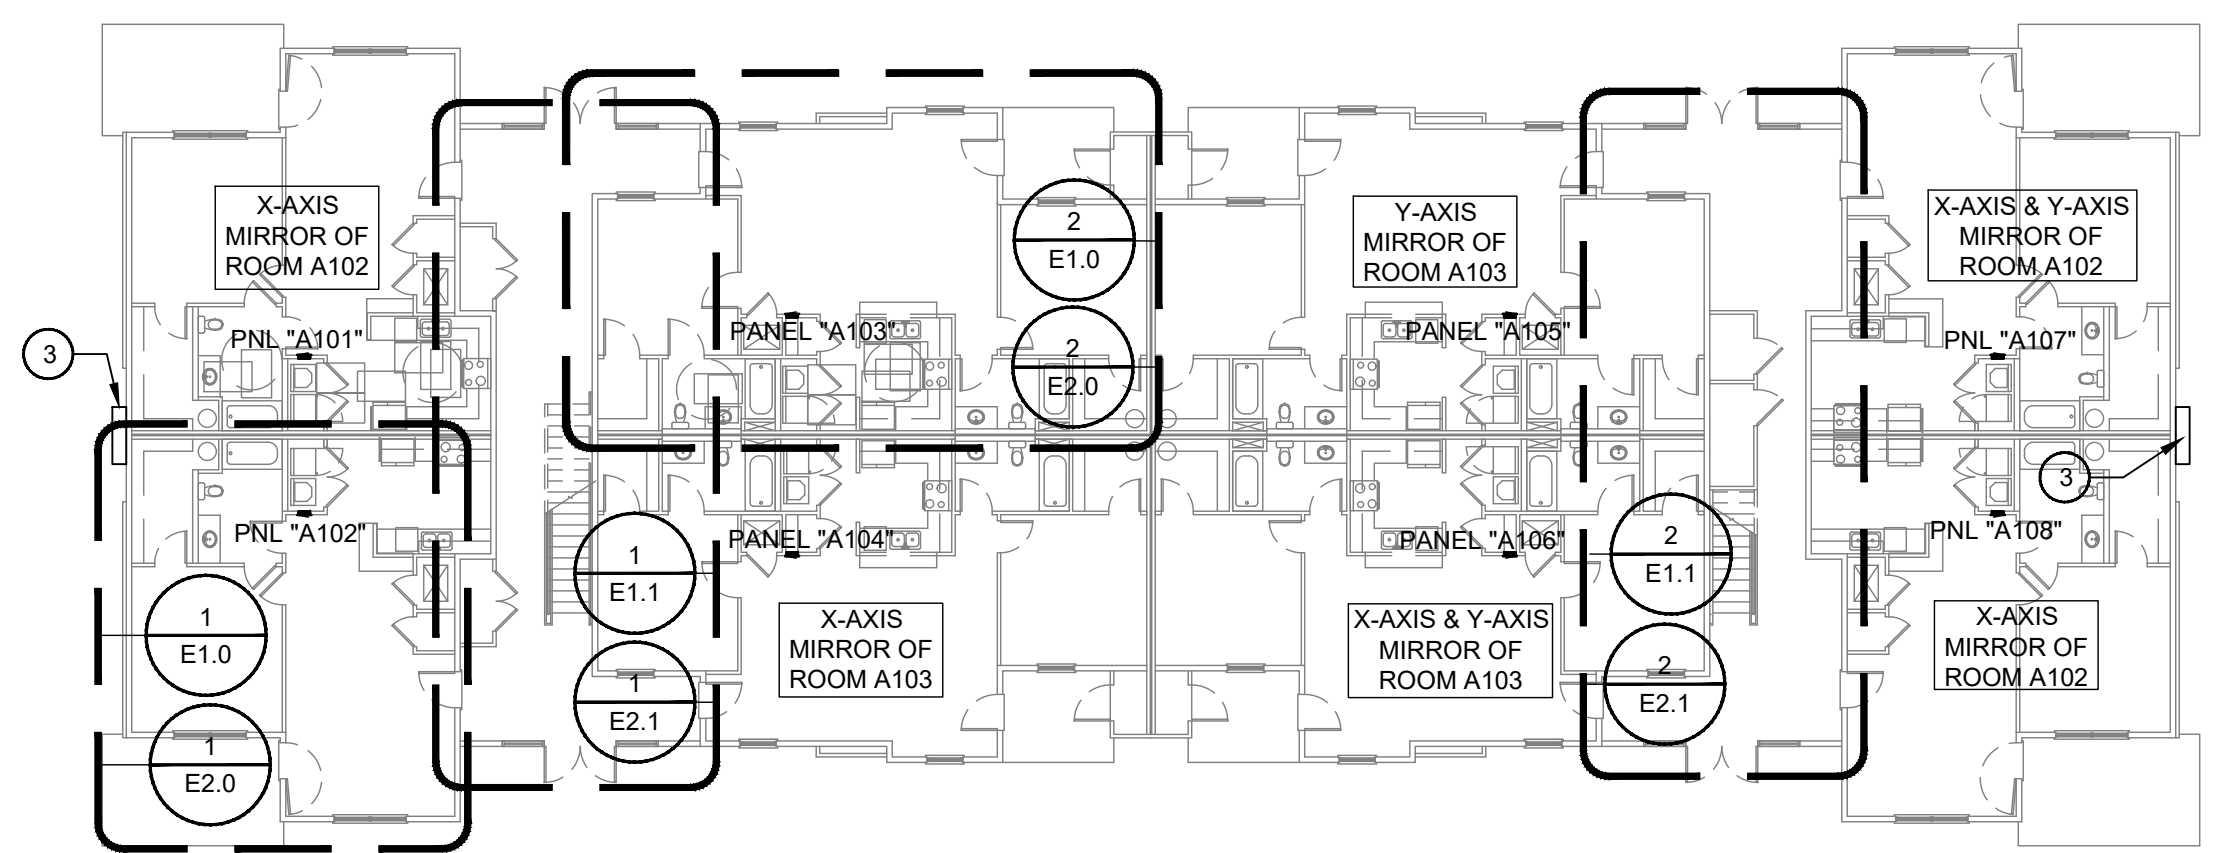 X-AXIS
MIRROR OF
ROOM A102
2
E1.0
Y-AXIS
MIRROR OF
ROOM A103
X-AXIS & Y-AXIS
MIRROR OF
ROOM A102
3
PNL "A101"
PANEL "A103"
2
E2.0
PANEL "A105"
PNL "A107"
3
PNL "A102"
PANEL "A104"
PANEL "A106"
PNL "A108"
1
E1.1
2
E1.1
1
E1.0
X-AXIS
MIRROR OF
ROOM A103
X-AXIS & Y-AXIS
MIRROR OF
ROOM A103
X-AXIS
MIRROR OF
ROOM A102
1
E2.1
2
E2.1
1
E2.0